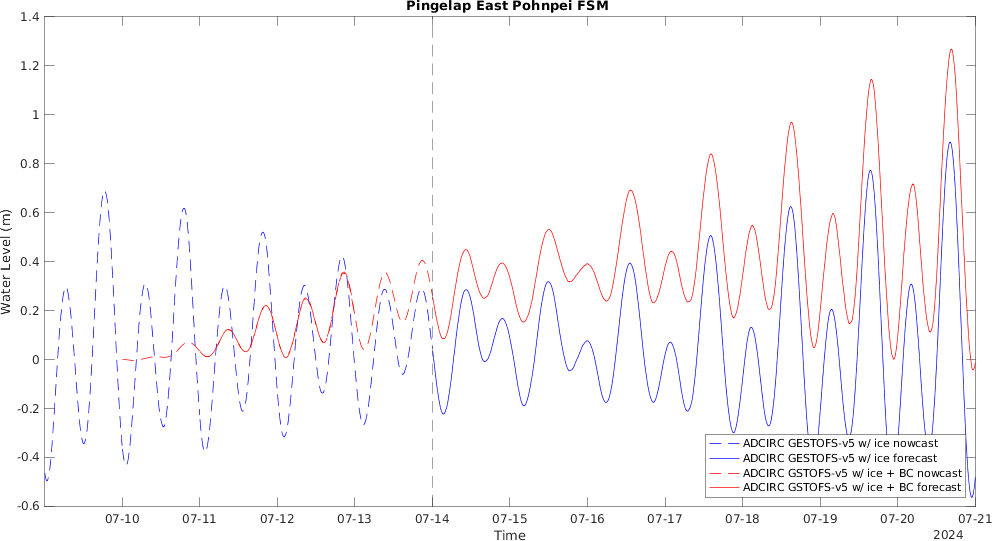 Pingelap East Pohnpei FSM
1.4
1.2
1
0.8
0.6
0.4
0.2
0
-0.2
-0.4
-0.6
Water Level (m)
ADCIRC GESTOFS-v5 w/ ice nowcast
ADCIRC GESTOFS-v5 w/ ice forecast
ADCIRC GSTOFS-v5 w/ ice + BC nowcast
ADCIRC GSTOFS-v5 w/ ice + BC forecast
07-10 07-11 07-12 07-13 07-14 07-15 07-16 07-17 07-18 07-19 07-20 07-21
Time
2024